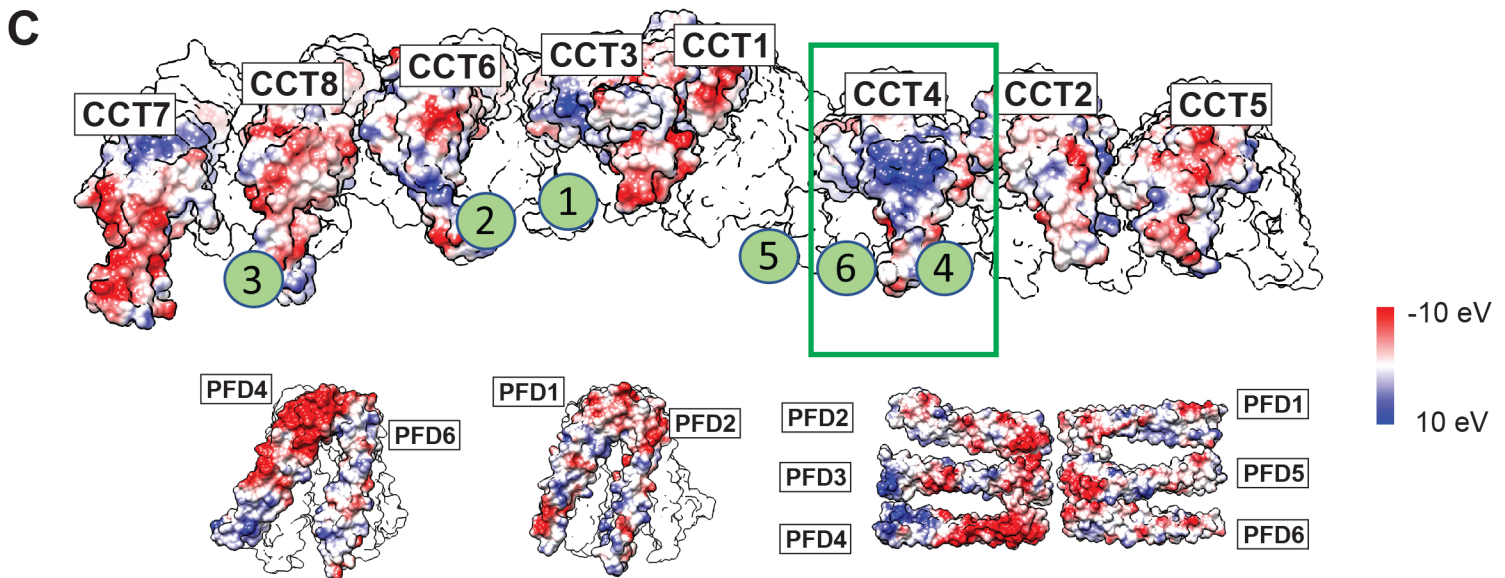 C
CCT7
CCT8
CCT6
CCT3
CCT1
CCT4
CCT2
CCT5
3
2
1
5
6
4
-10 eV
10 eV
PFD4
PFD6
PFD1
PFD2
PFD2
PFD3
PFD4
PFD1
PFD5
PFD6